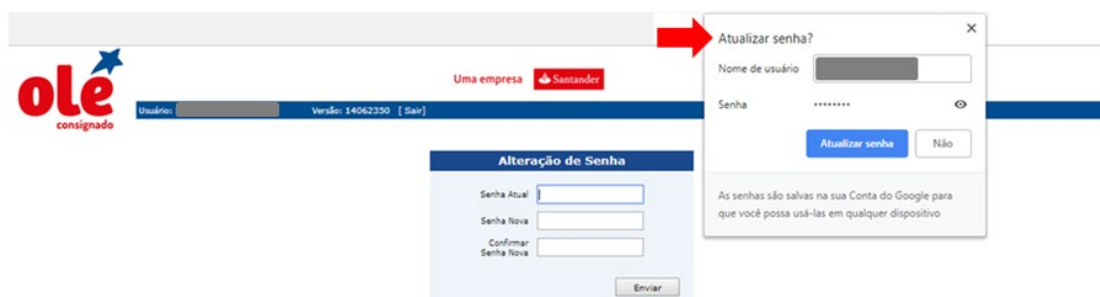 olé
consignado
Uma empresa Santander
Usuário: Versão: 14062350 [ Sair]
Atualizar senha?
Nome de usuário
Senha ••••••••
Atualizar senha Não
As senhas são salvas na sua Conta do Google para
que você possa usá-las em qualquer dispositivo
Alteração de Senha
Senha Atual
Senha Nova
Confirmar
Senha Nova
Enviar